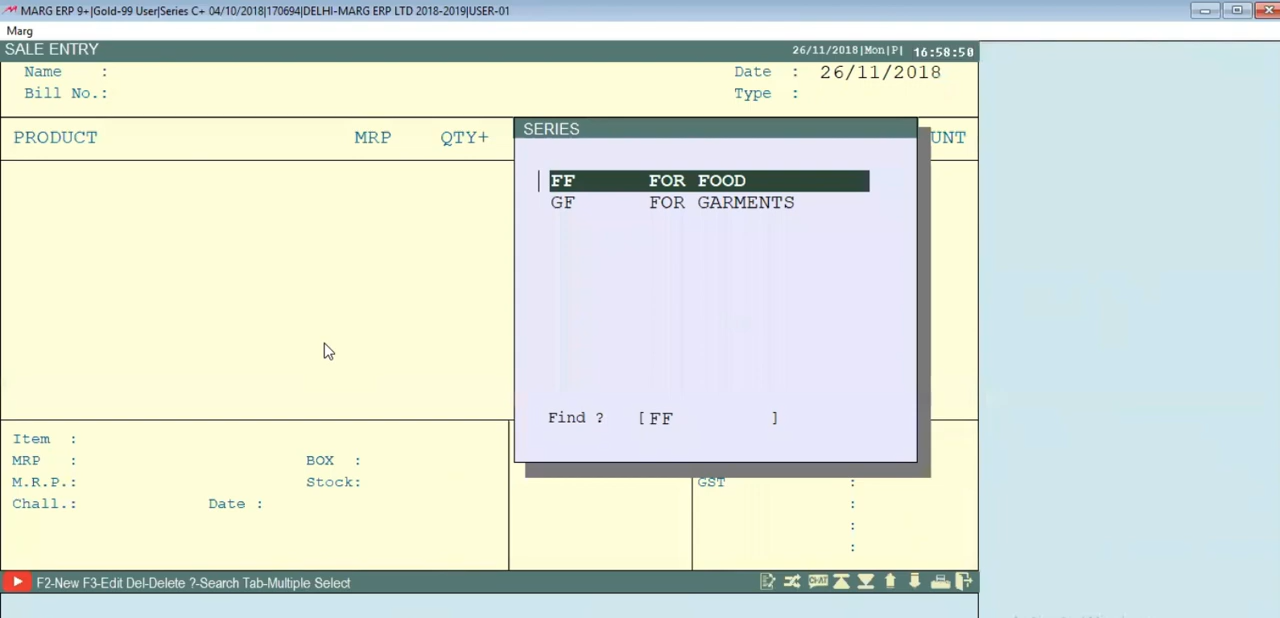 MARG ERP 9+|Gold-99 User|Series C+ 04/10/2018|170694|DELHI-MARG ERP LTD 2018-2019|USER-01
Marg
SALE ENTRY 26/11/2018|Mon|P| 16:58:50
Name : Date : 26/11/2018
Bill No.: Type :
PRODUCT MRP QTY+ UNT
SERIES
FF FOR FOOD
GF FOR GARMENTS
Find ? [FF ]
Item :
MRP : BOX :
M.R.P.: Stock: GST :
Chall.: Date : :
:
:
F2-New F3-Edit Del-Delete ?-Search Tab-Multiple Select CHAT